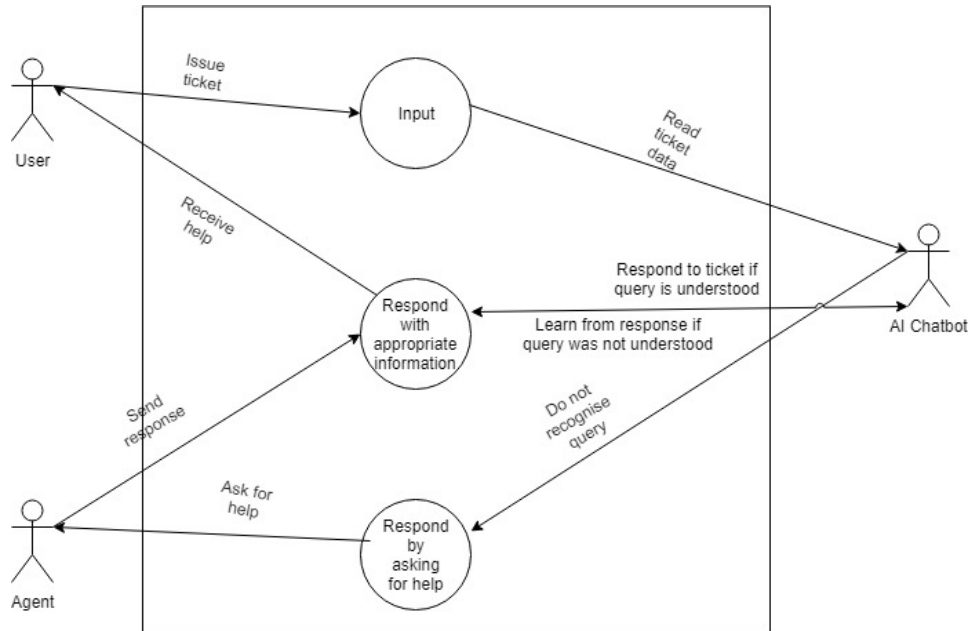 Issue
ticket
User
Input
Read
ticket
data
Receive
help
Respond to ticket if
query is understood
AI Chatbot
Respond
with
appropriate
information
Learn from response if
query was not understood
Send
response
Do not
recognise
query
Ask for
help
Respond
by
asking
for help
Agent